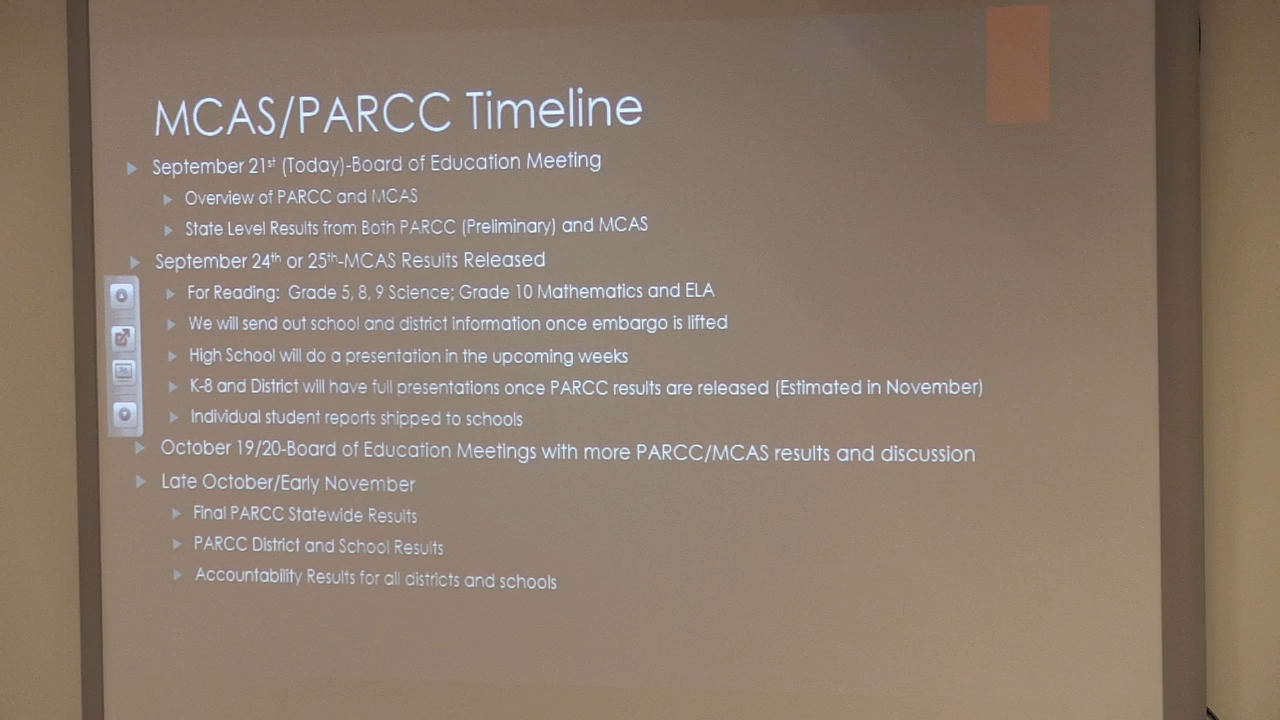 MCAS/PARCC Timeline
September 21st (Today)-Board of Education Meeting
Overview of PARCC and MCAS
State Level Results from Both PARCC (Preliminary) and MCAS
September 24th or 25th-MCAS Results Released
For Reading: Grade 5, 8, 9 Science; Grade 10 Mathematics and ELA
We will send out school and district information once embargo is lifted
High School will do a presentation in the upcoming weeks
K-8 and District will have full presentations once PARCC results are released (Estimated in November)
Individual student reports shipped to schools
October 19/20-Board of Education Meetings with more PARCC/MCAS results and discussion
Late October/Early November
Final PARCC Statewide Results
PARCC District and School Results
Accountability Results for all districts and schools